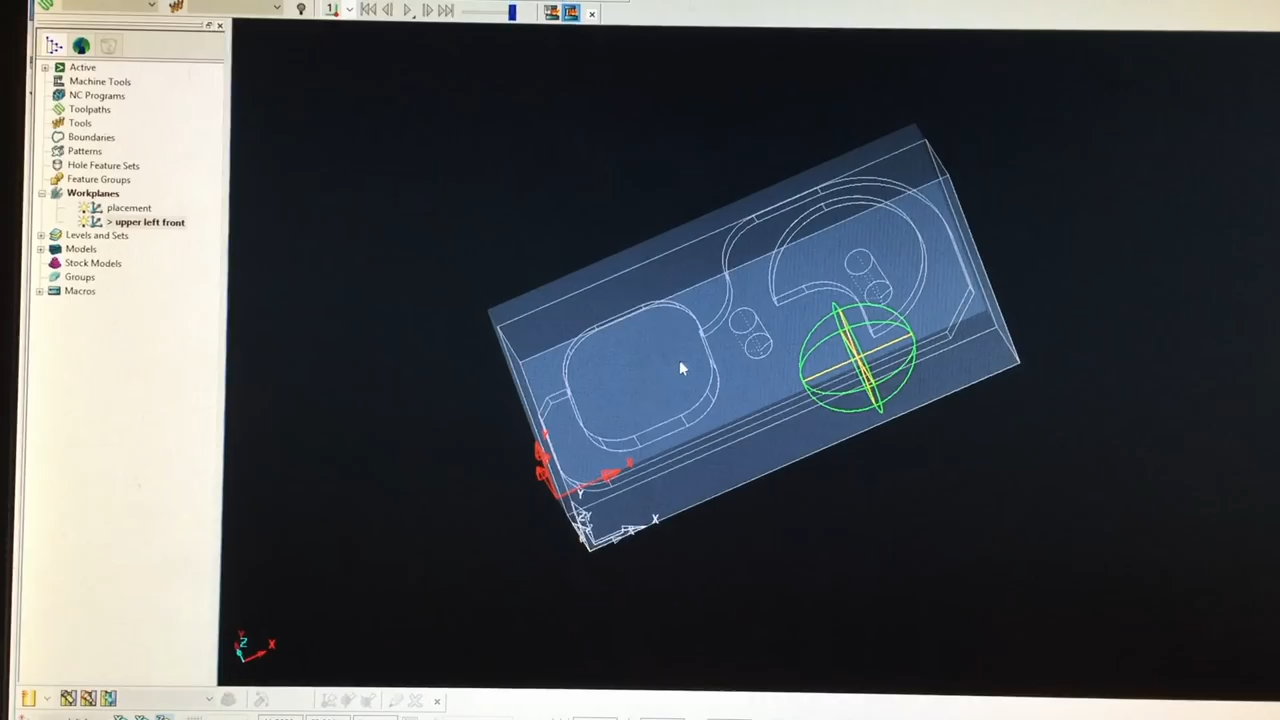 1
Active
Machine Tools
NC Programs
Toolpaths
Tools
Boundaries
Patterns
Hole Feature Sets
Feature Groups
Workplanes
placement
> upper left front
Levels and Sets
Models
Stock Models
Groups
Macros
X
Y
X
Z
X